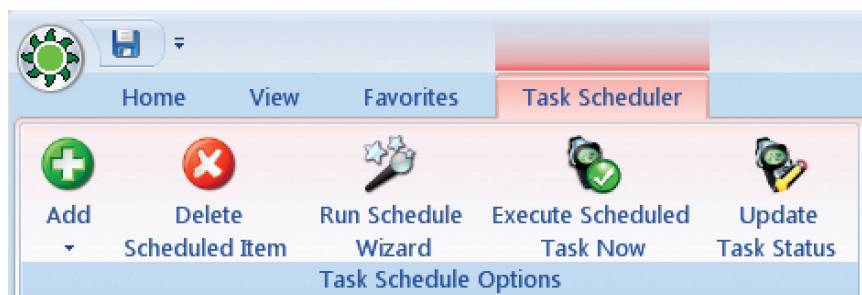 Home View Favorites Task Scheduler
Add Delete Run Schedule Execute Scheduled Update
Scheduled Item Wizard Task Now Task Status
Task Schedule Options